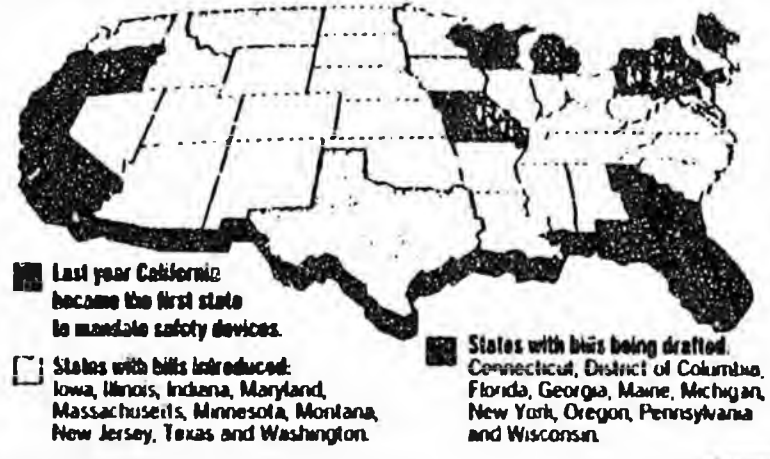 Last year California
became the first state
to mandate safety devices.
States with bills introduced:
Iowa, Illinois, Indiana, Maryland,
Massachusetts, Minnesota, Montana,
New Jersey, Texas and Washington
States with bills being drafted:
Connecticut, District of Columbia,
Florida, Georgia, Maine, Michigan,
New York, Oregon, Pennsylvania
and Wisconsin